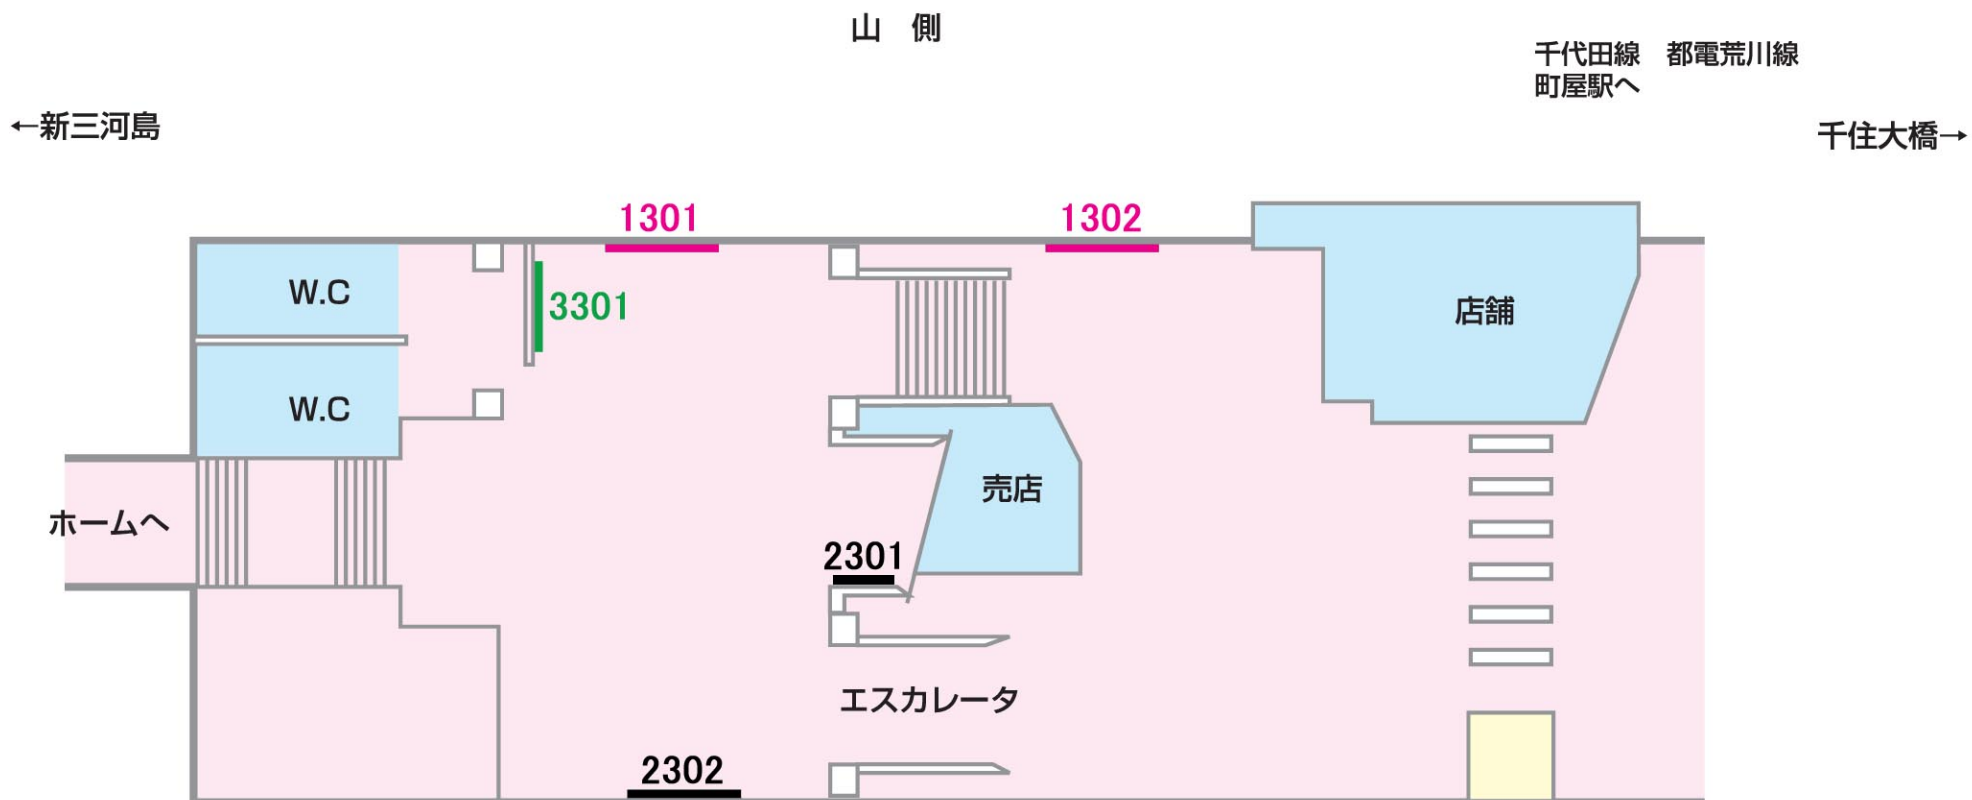 山　側
千代田線　都電荒川線
町屋駅へ
←新三河島
千住大橋→
1301
1302
W.C
3301
店舗
W.C
売店
ホームへ
2301
エスカレータ
2302